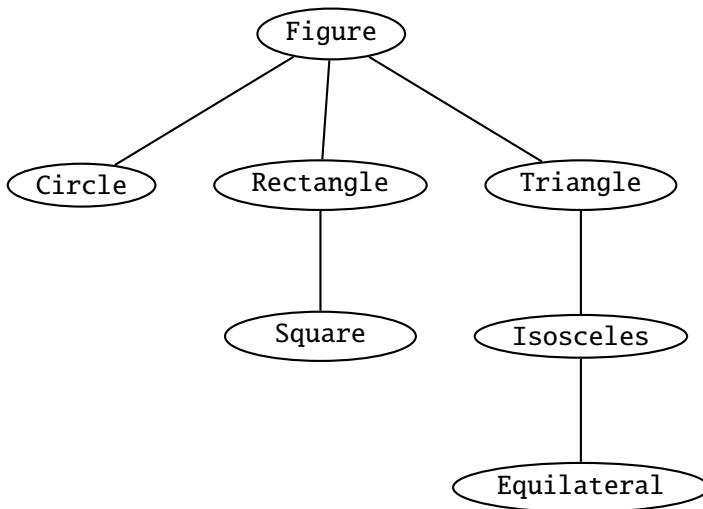 Figure
Circle
Rectangle
Triangle
Square
Isosceles
Equilateral